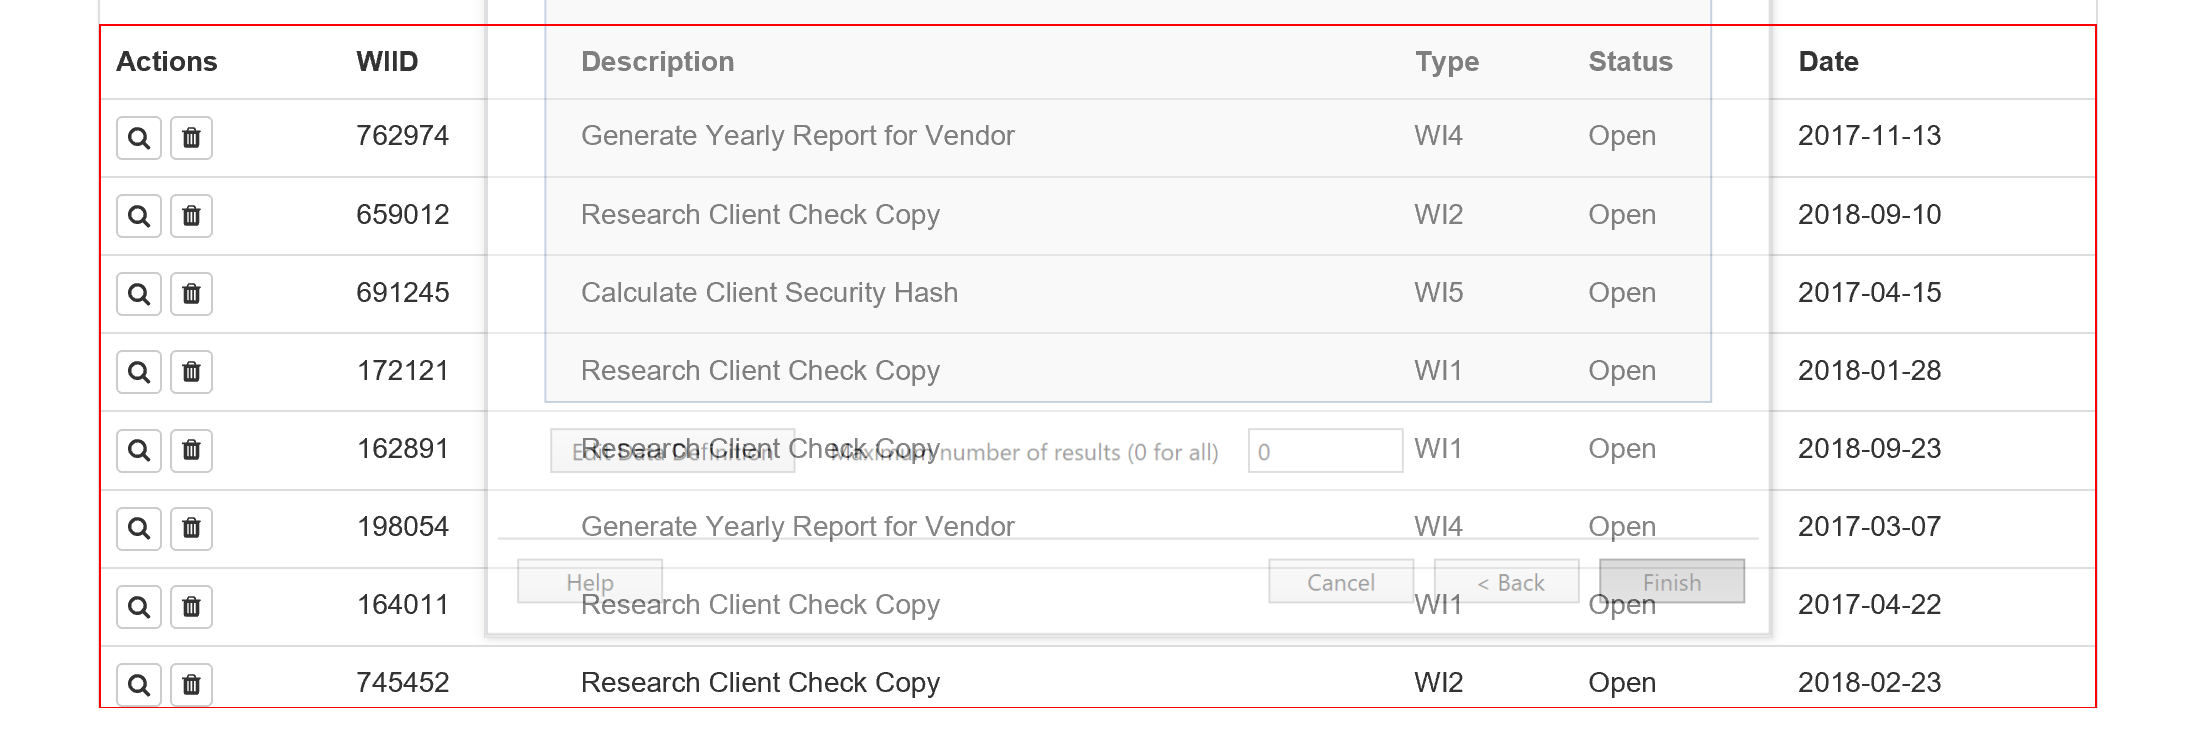 Actions WIID Description Type Status Date
762974 Generate Yearly Report for Vendor WI4 Open 2017-11-13
659012 Research Client Check Copy WI2 Open 2018-09-10
691245 Calculate Client Security Hash WI5 Open 2017-04-15
172121 Research Client Check Copy WI1 Open 2018-01-28
162891 Research Client Check Copy WI1 Open 2018-09-23
Edit Data Definition Maximum number of results (0 for all) 0
198054 Generate Yearly Report for Vendor WI4 Open 2017-03-07
Help Cancel < Back Finish
164011 Research Client Check Copy WI1 Open 2017-04-22
745452 Research Client Check Copy WI2 Open 2018-02-23